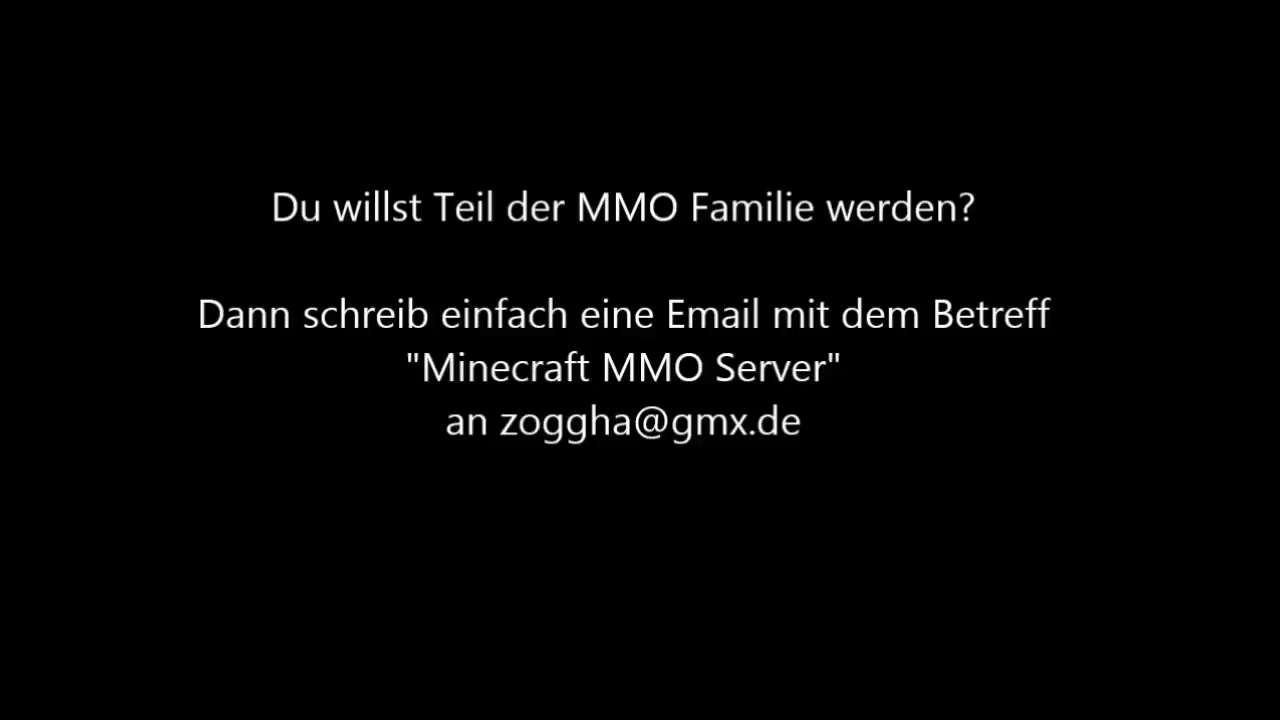 Du willst Teil der MMO Familie werden?
Dann schreib einfach eine Email mit dem Betreff
"Minecraft MMO Server"
an zoggha@gmx.de